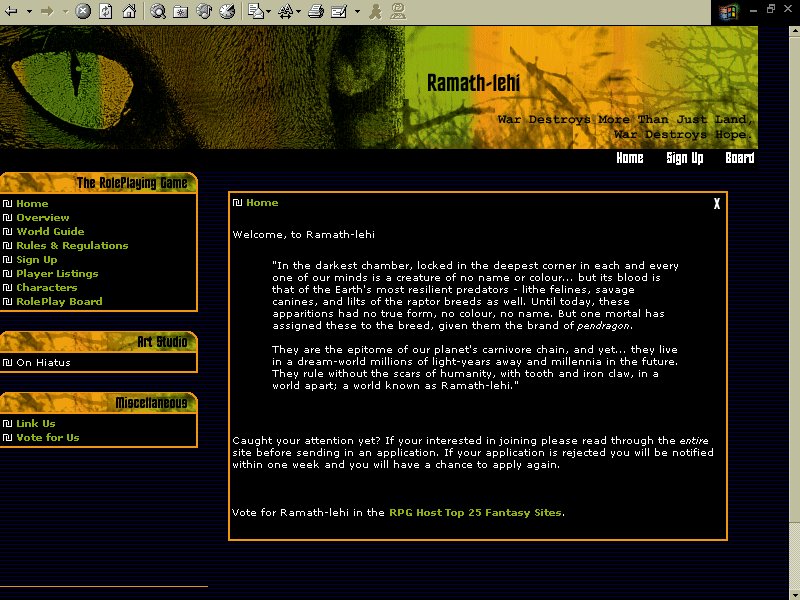 Ramath-lehi
War Destroys More Than Just Land,
War Destroys Hope.
Home Sign Up Board
The RolePlaying Game
Home
Overview
World Guide
Rules & Regulations
Sign Up
Player Listings
Characters
RolePlay Board
Art Studio
On Hiatus
Miscellaneous
Link Us
Vote for Us
Home X
Welcome, to Ramath-lehi
"In the darkest chamber, locked in the deepest corner in each and every
one of our minds is a creature of no name or colour... but its blood is
that of the Earth's most resilient predators - lithe felines, savage
canines, and lilts of the raptor breeds as well. Until today, these
apparitions had no true form, no colour, no name. But one mortal has
assigned these to the breed, given them the brand of pendragon.
They are the epitome of our planet's carnivore chain, and yet... they live
in a dream-world millions of light-years away and millennia in the future.
They rule without the scars of humanity, with tooth and iron claw, in a
world apart; a world known as Ramath-lehi."
Caught your attention yet? If your interested in joining please read through the entire
site before sending in an application. If your application is rejected you will be notified
within one week and you will have a chance to apply again.
Vote for Ramath-lehi in the RPG Host Top 25 Fantasy Sites.